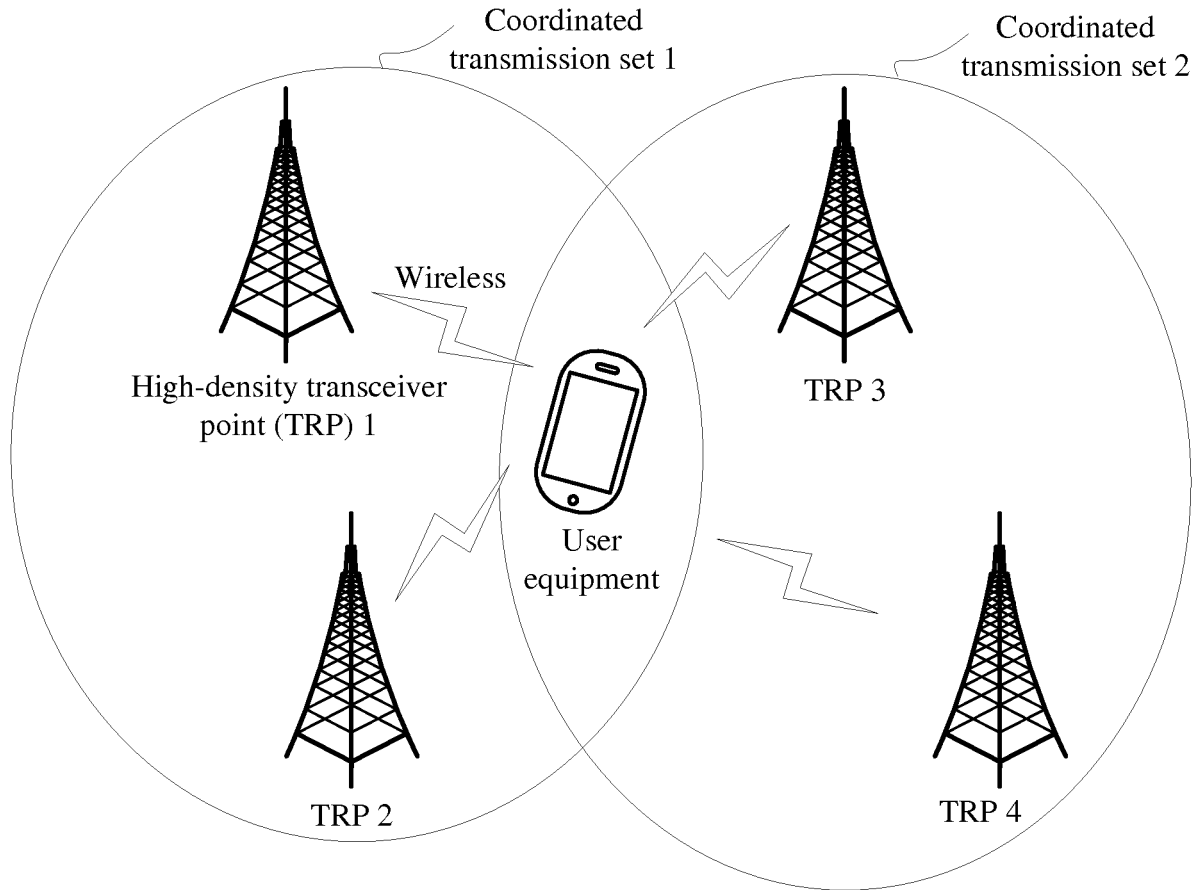 Coordinated
transmission set 1
Coordinated
transmission set 2
Wireless
High-density transceiver
point (TRP) 1
TRP 3
User
equipment
TRP 2
TRP 4